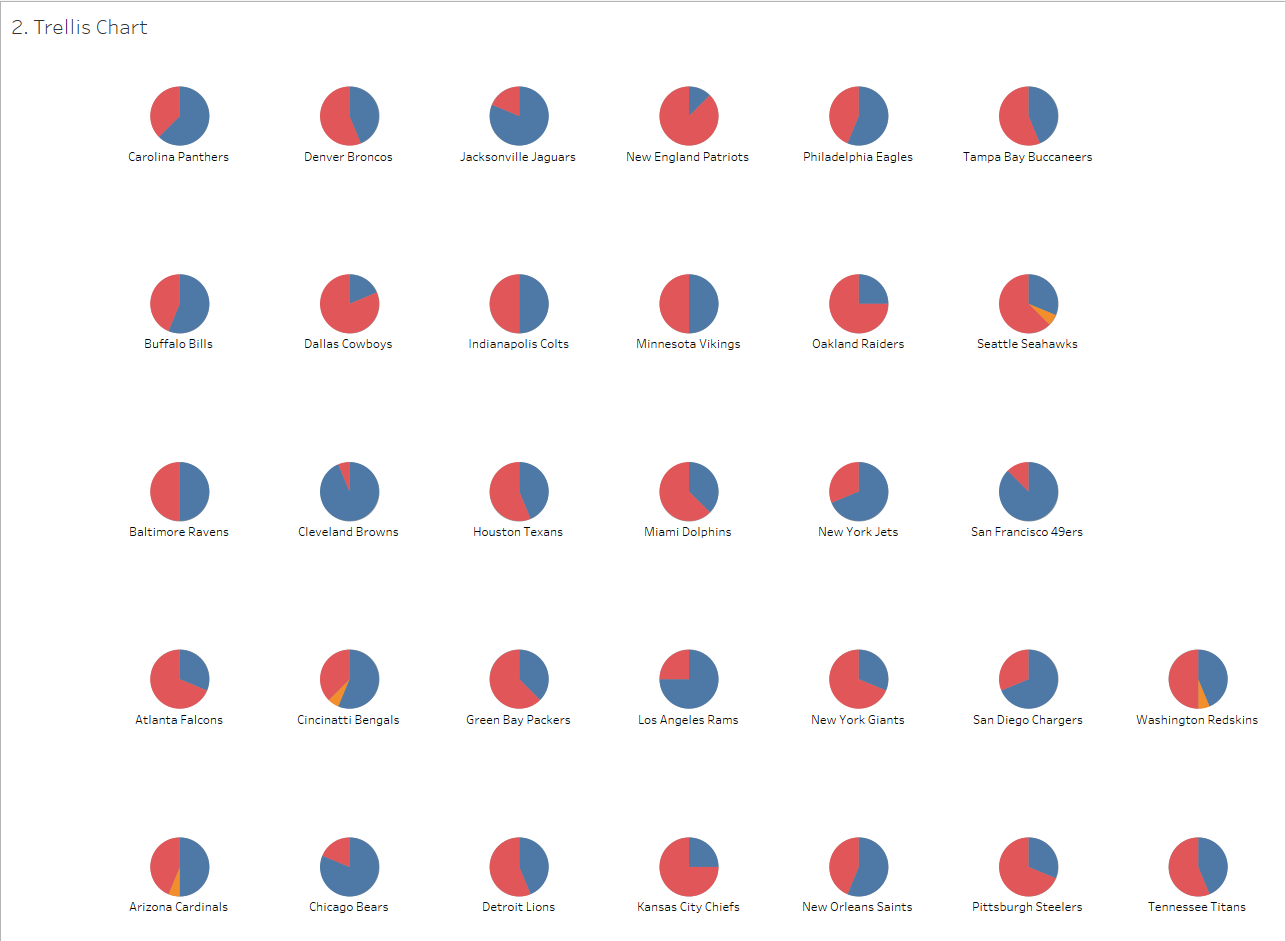 2. Trellis Chart
Carolina Panthers
Denver Broncos
Jacksonville Jaguars
New England Patriots
Philadelphia Eagles
Tampa Bay Buccaneers
Buffalo Bills
Dallas Cowboys
Indianapolis Colts
Minnesota Vikings
Oakland Raiders
Seattle Seahawks
Baltimore Ravens
Cleveland Browns
Houston Texans
Miami Dolphins
New York Jets
San Francisco 49ers
Atlanta Falcons
Cincinatti Bengals
Green Bay Packers
Los Angeles Rams
New York Giants
San Diego Chargers
Washington Redskins
Arizona Cardinals
Chicago Bears
Detroit Lions
Kansas City Chiefs
New Orleans Saints
Pittsburgh Steelers
Tennessee Titans